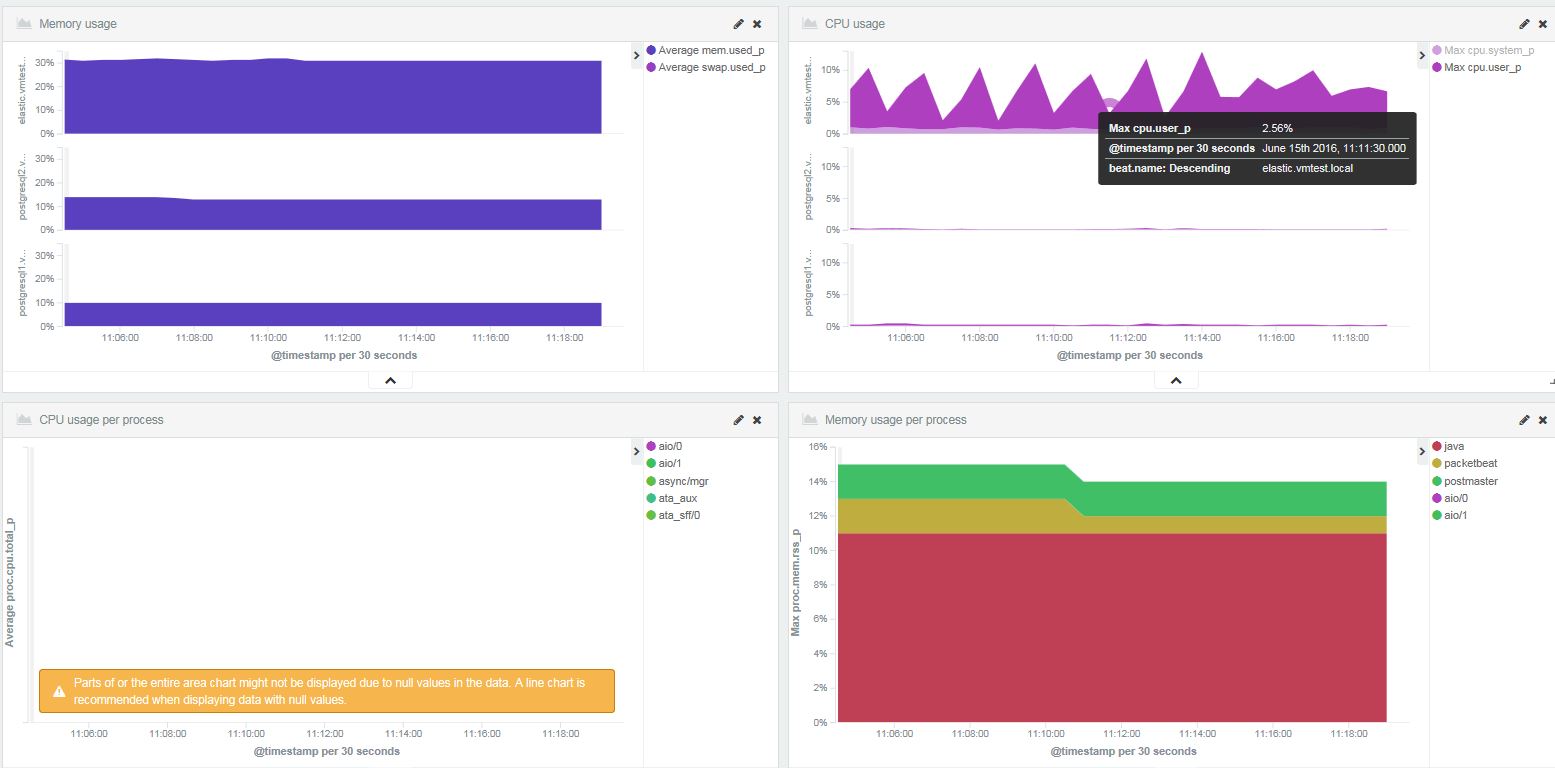 Memory usage
Average mem.used_p
Average swap.used_p
elastic.vmtest...
30%
20%
10%
0%
postgresql2.v...
30%
20%
10%
0%
postgresql1.v...
30%
20%
10%
0%
11:06:00 11:08:00 11:10:00 11:12:00 11:14:00 11:16:00 11:18:00
@timestamp per 30 seconds
CPU usage
Max cpu.system_p
Max cpu.user_p
elastic.vmtest...
10%
5%
0%
Max cpu.user_p 2.56%
@timestamp per 30 seconds June 15th 2016, 11:11:30.000
beat.name: Descending elastic.vmtest.local
postgresql2.v...
10%
5%
0%
postgresql1.v...
10%
5%
0%
11:06:00 11:08:00 11:10:00 11:12:00 11:14:00 11:16:00 11:18:00
@timestamp per 30 seconds
CPU usage per process
aio/0
aio/1
async/mgr
ata_aux
ata_sff/0
Average proc.cpu.total_p
Parts of or the entire area chart might not be displayed due to null values in the data. A line chart is
recommended when displaying data with null values.
11:06:00 11:08:00 11:10:00 11:12:00 11:14:00 11:16:00 11:18:00
@timestamp per 30 seconds
Memory usage per process
java
packetbeat
postmaster
aio/0
aio/1
Max proc.mem.rss_p
16%
14%
12%
10%
8%
6%
4%
2%
0%
11:06:00 11:08:00 11:10:00 11:12:00 11:14:00 11:16:00 11:18:00
@timestamp per 30 seconds